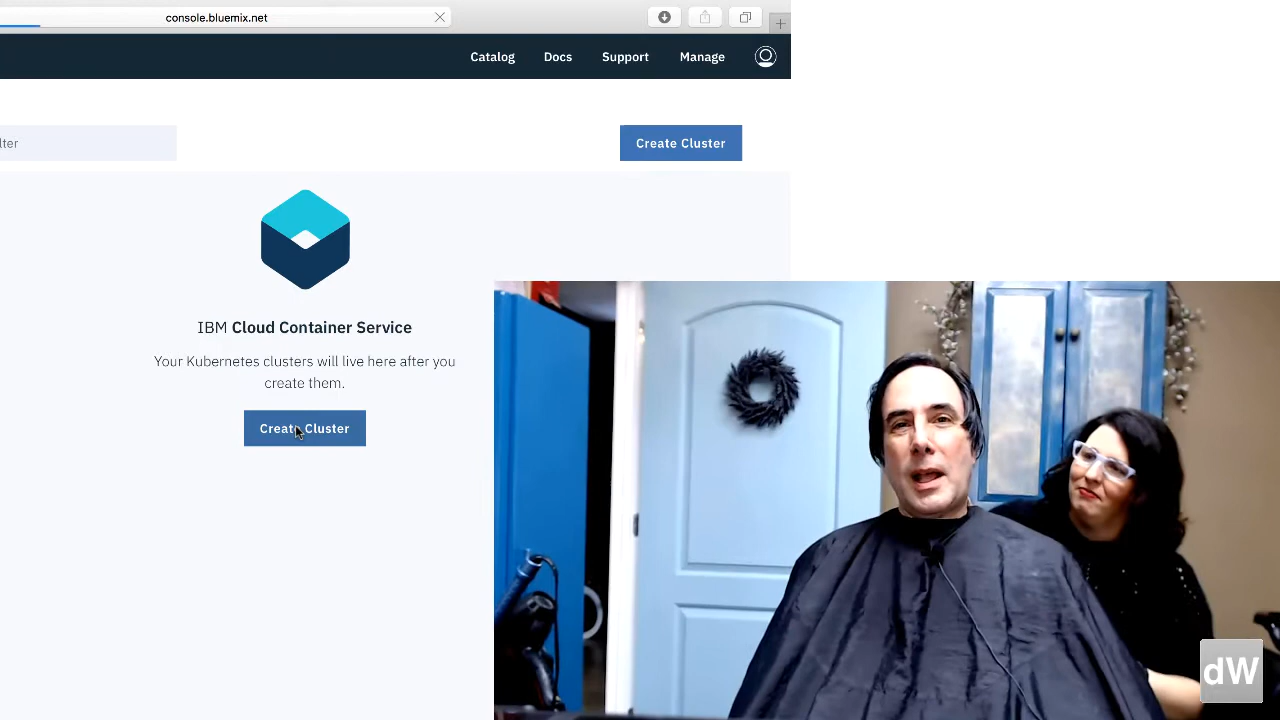 console.bluemix.net
Catalog Docs Support Manage
lter
Create Cluster
IBM Cloud Container Service
Your Kubernetes clusters will live here after you
create them.
Create Cluster
dW